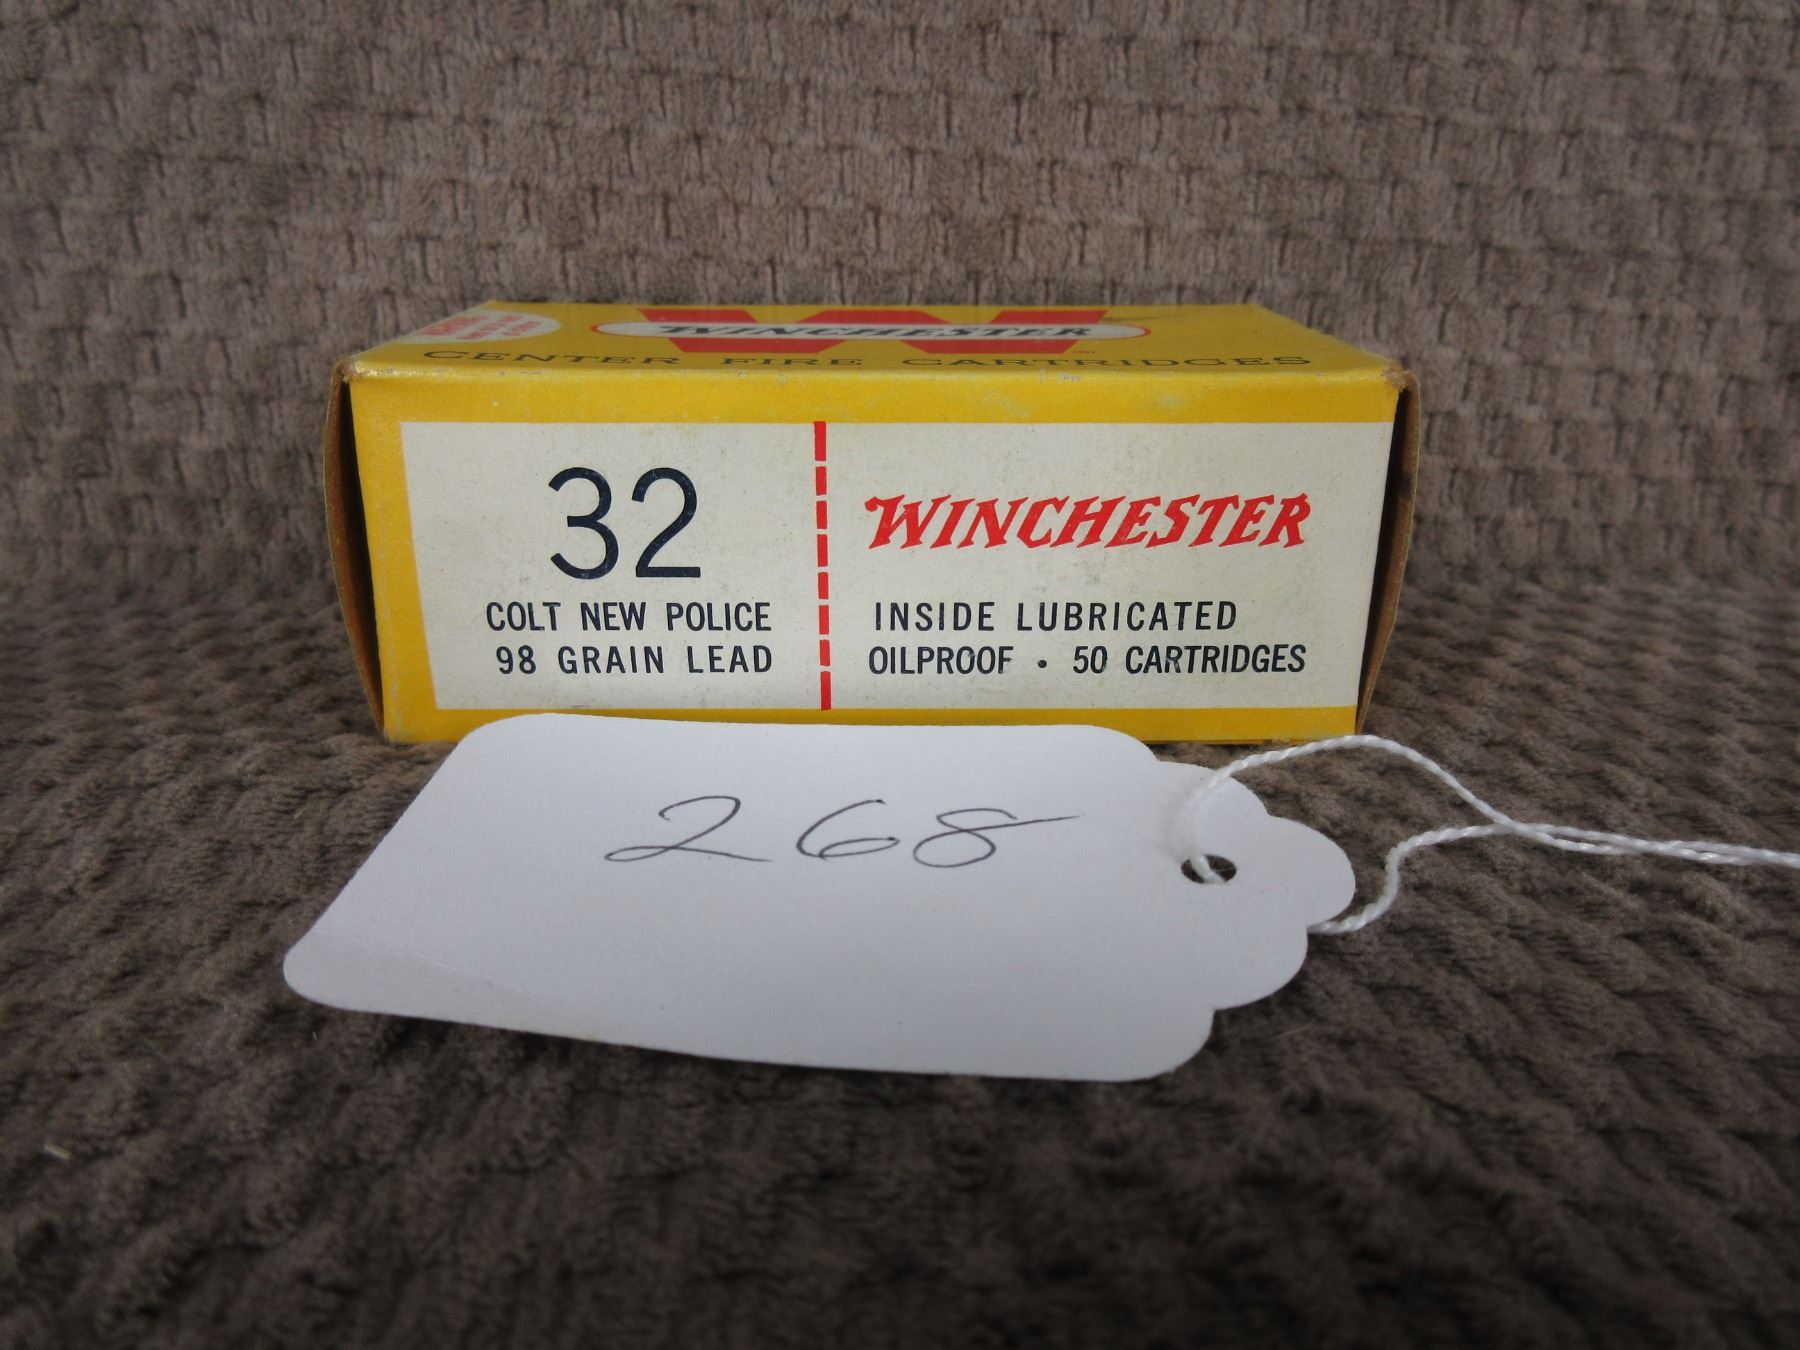 WINCHESTER
CENTER FIRE CARTRIDGES
32
COLT NEW POLICE
98 GRAIN LEAD
WINCHESTER
INSIDE LUBRICATED
OILPROOF • 50 CARTRIDGES
268